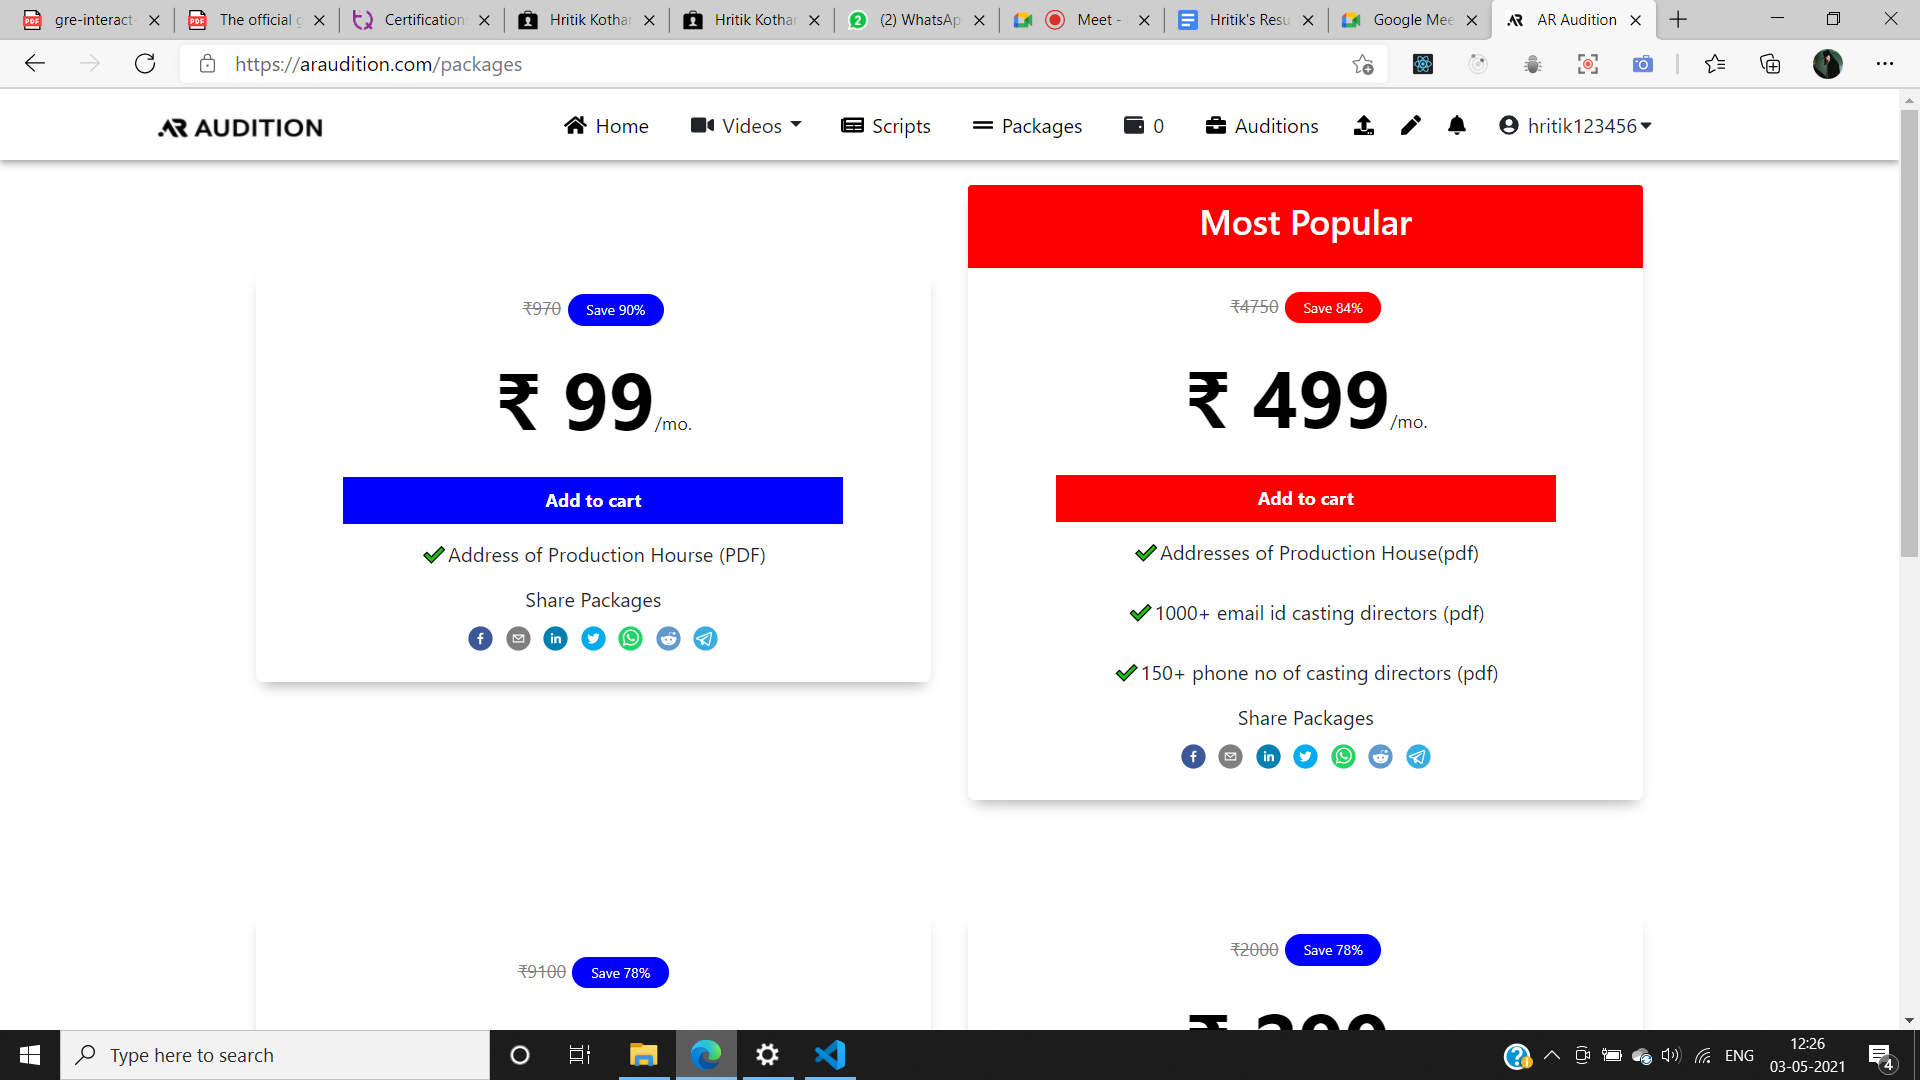 gre-interact-
The official g
Certification
Hritik Kothar
Hritik Kothar
(2) WhatsAp
Meet -
Hritik's Resu
Google Mee
AR Audition
https://araudition.com/packages
AR AUDITION
Home
Videos
Scripts
Packages
0
Auditions
hritik123456
Most Popular
₹970 Save 90%
₹ 99/mo.
Add to cart
Address of Production Hourse (PDF)
Share Packages
₹4750 Save 84%
₹ 499/mo.
Add to cart
Addresses of Production House(pdf)
1000+ email id casting directors (pdf)
150+ phone no of casting directors (pdf)
Share Packages
₹9100 Save 78%
₹2000 Save 78%
Type here to search
ENG
12:26
03-05-2021
4